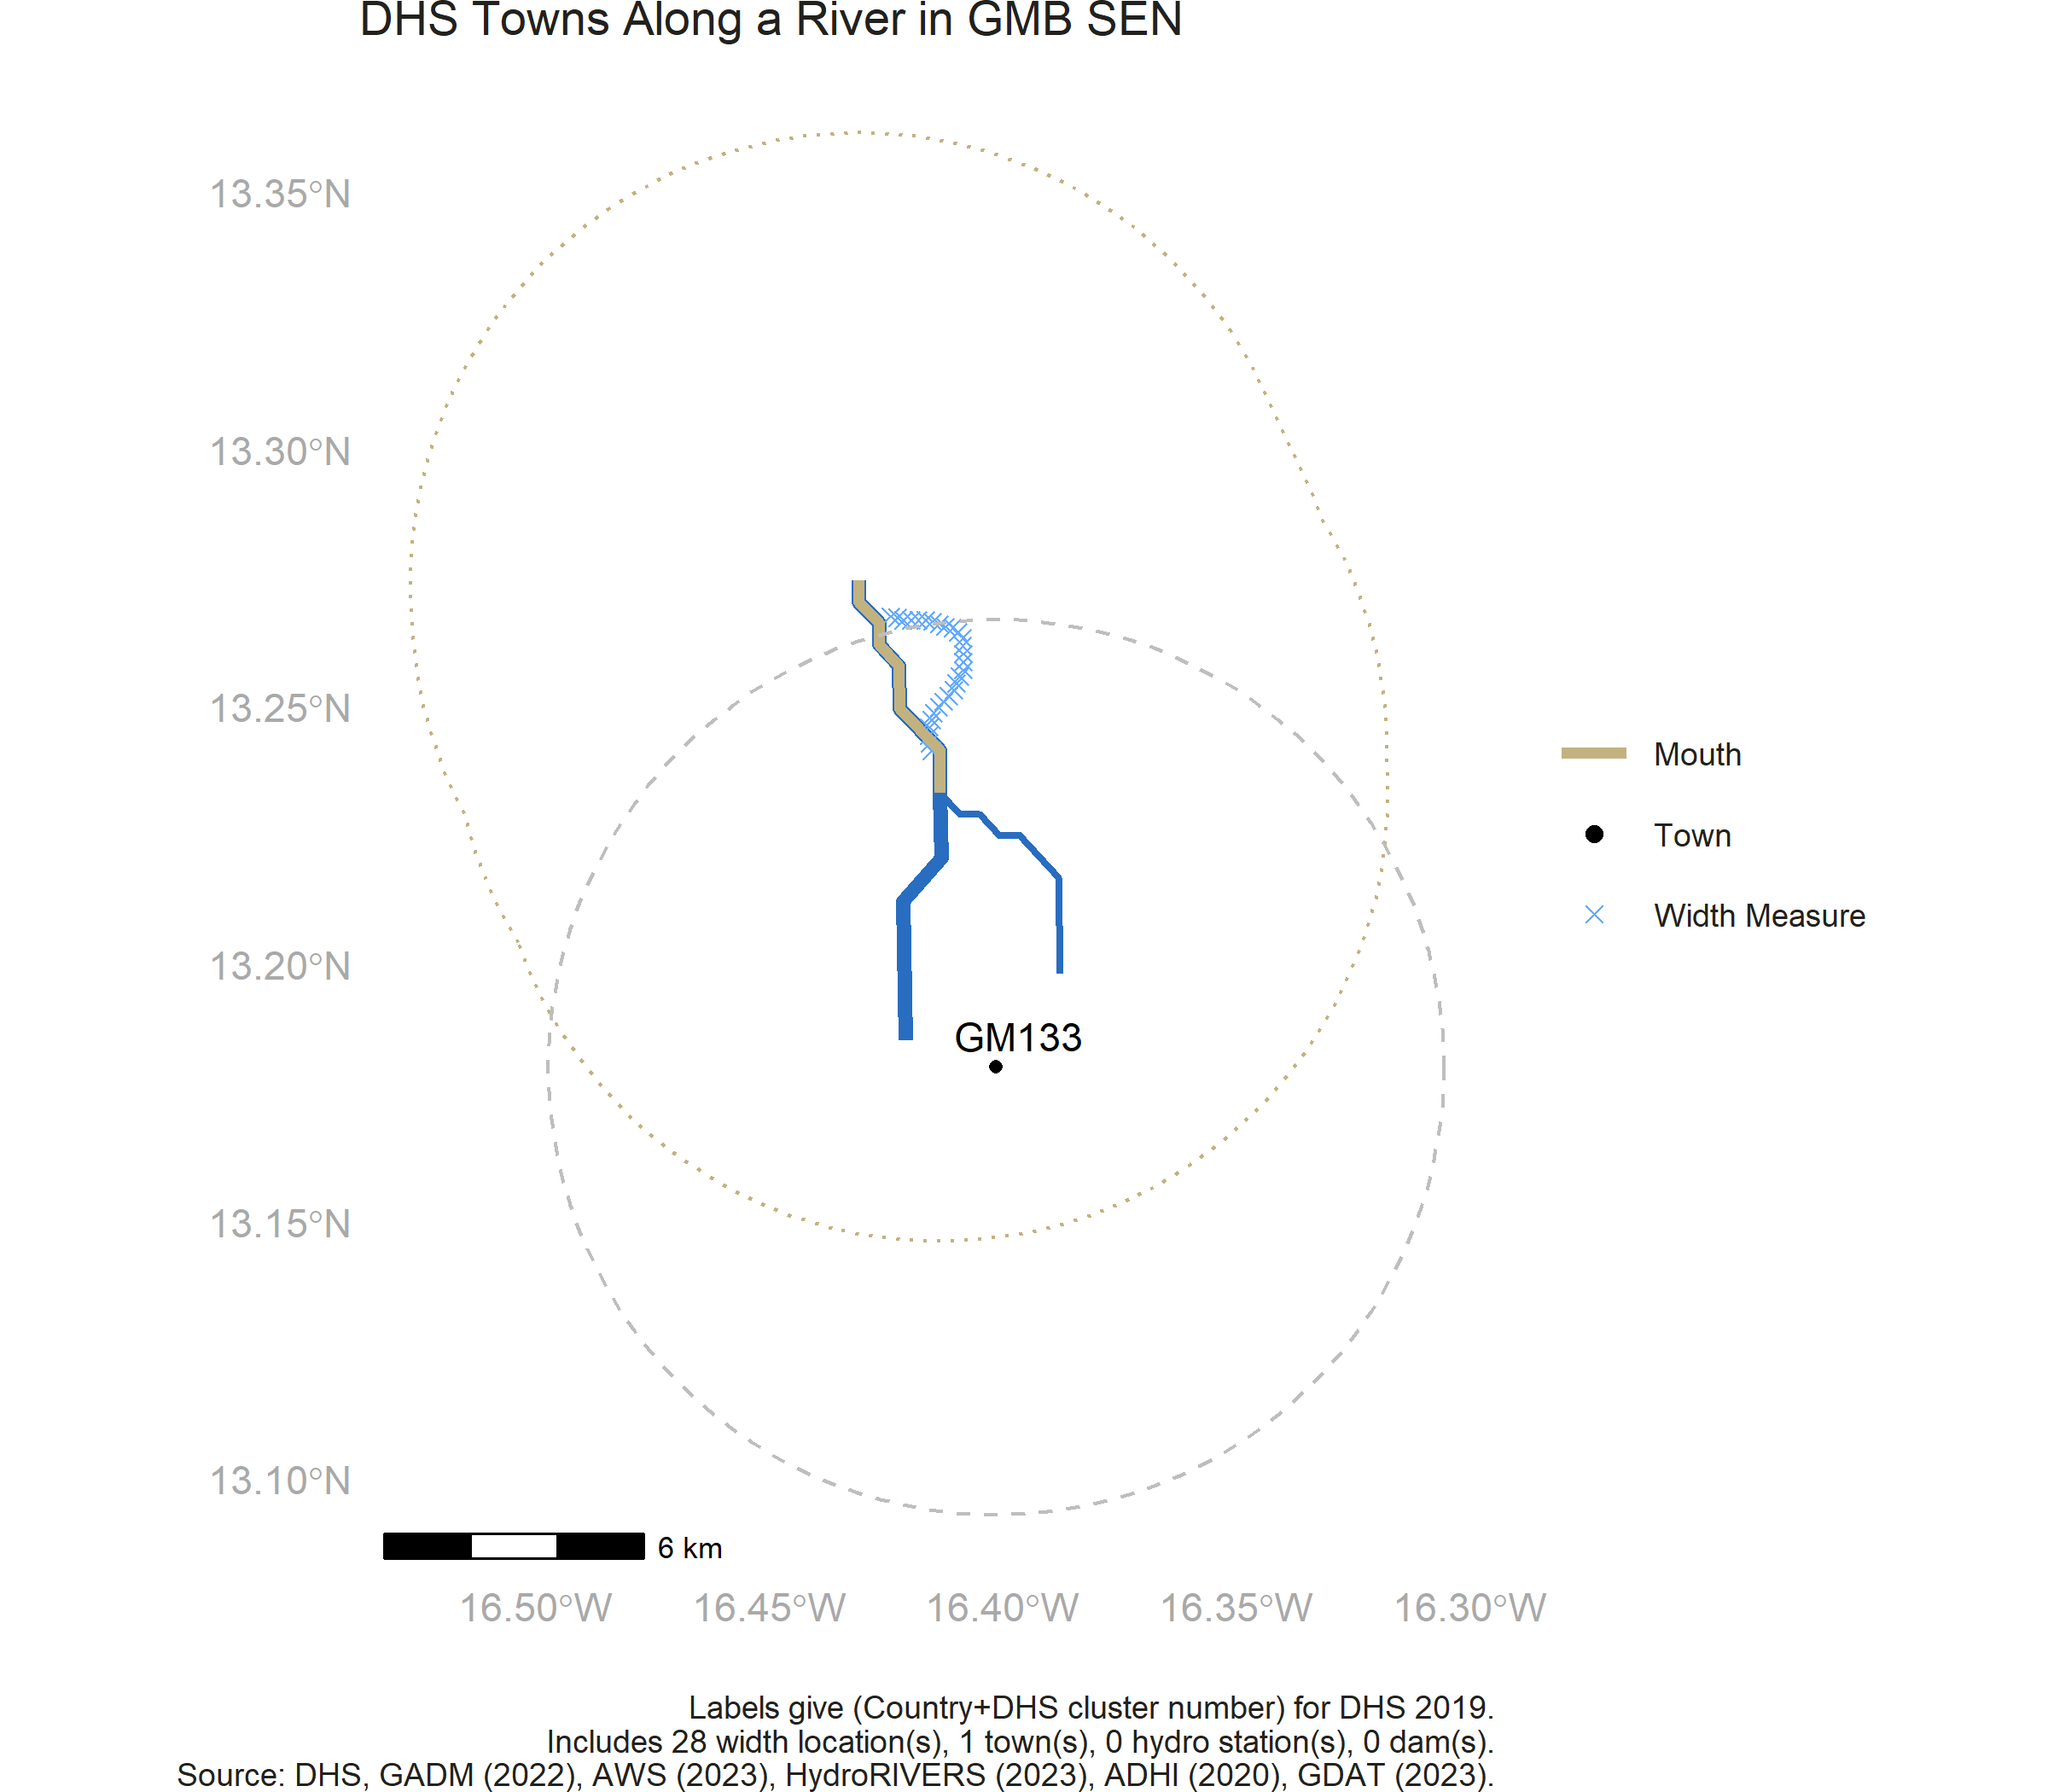 DHS Towns Along a River in GMB SEN
13.35°N
13.30°N
13.25°N
13.20°N
13.15°N
13.10°N
GM133
Mouth
Town
Width Measure
6 km
16.50°W 16.45°W 16.40°W 16.35°W 16.30°W
Labels give (Country+DHS cluster number) for DHS 2019.
Includes 28 width location(s), 1 town(s), 0 hydro station(s), 0 dam(s).
Source: DHS, GADM (2022), AWS (2023), HydroRIVERS (2023), ADHI (2020), GDAT (2023).